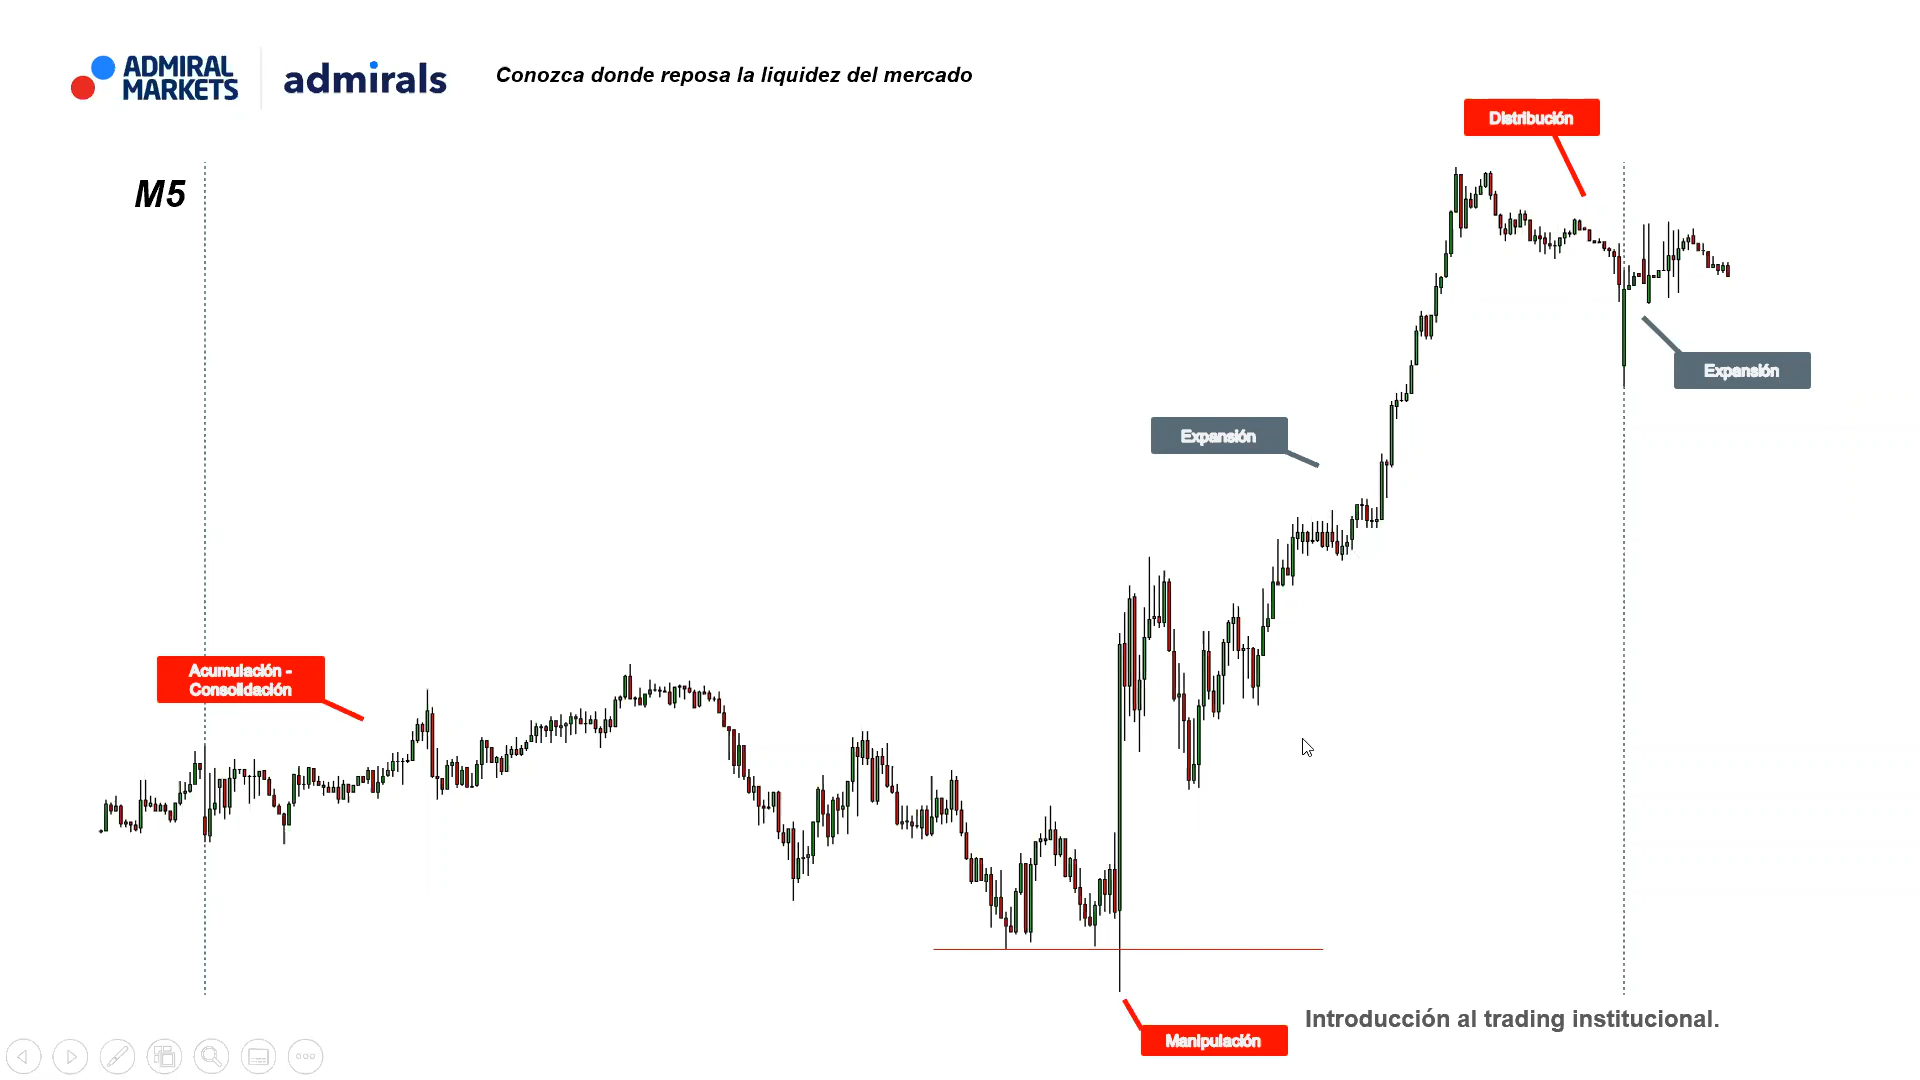 ADMIRAL
MARKETS
admirals
Conozca donde reposa la liquidez del mercado
Distribución
M5
Expansión
Expansión
Acumulación -
Consolidación
Introducción al trading institucional.
Manipulación